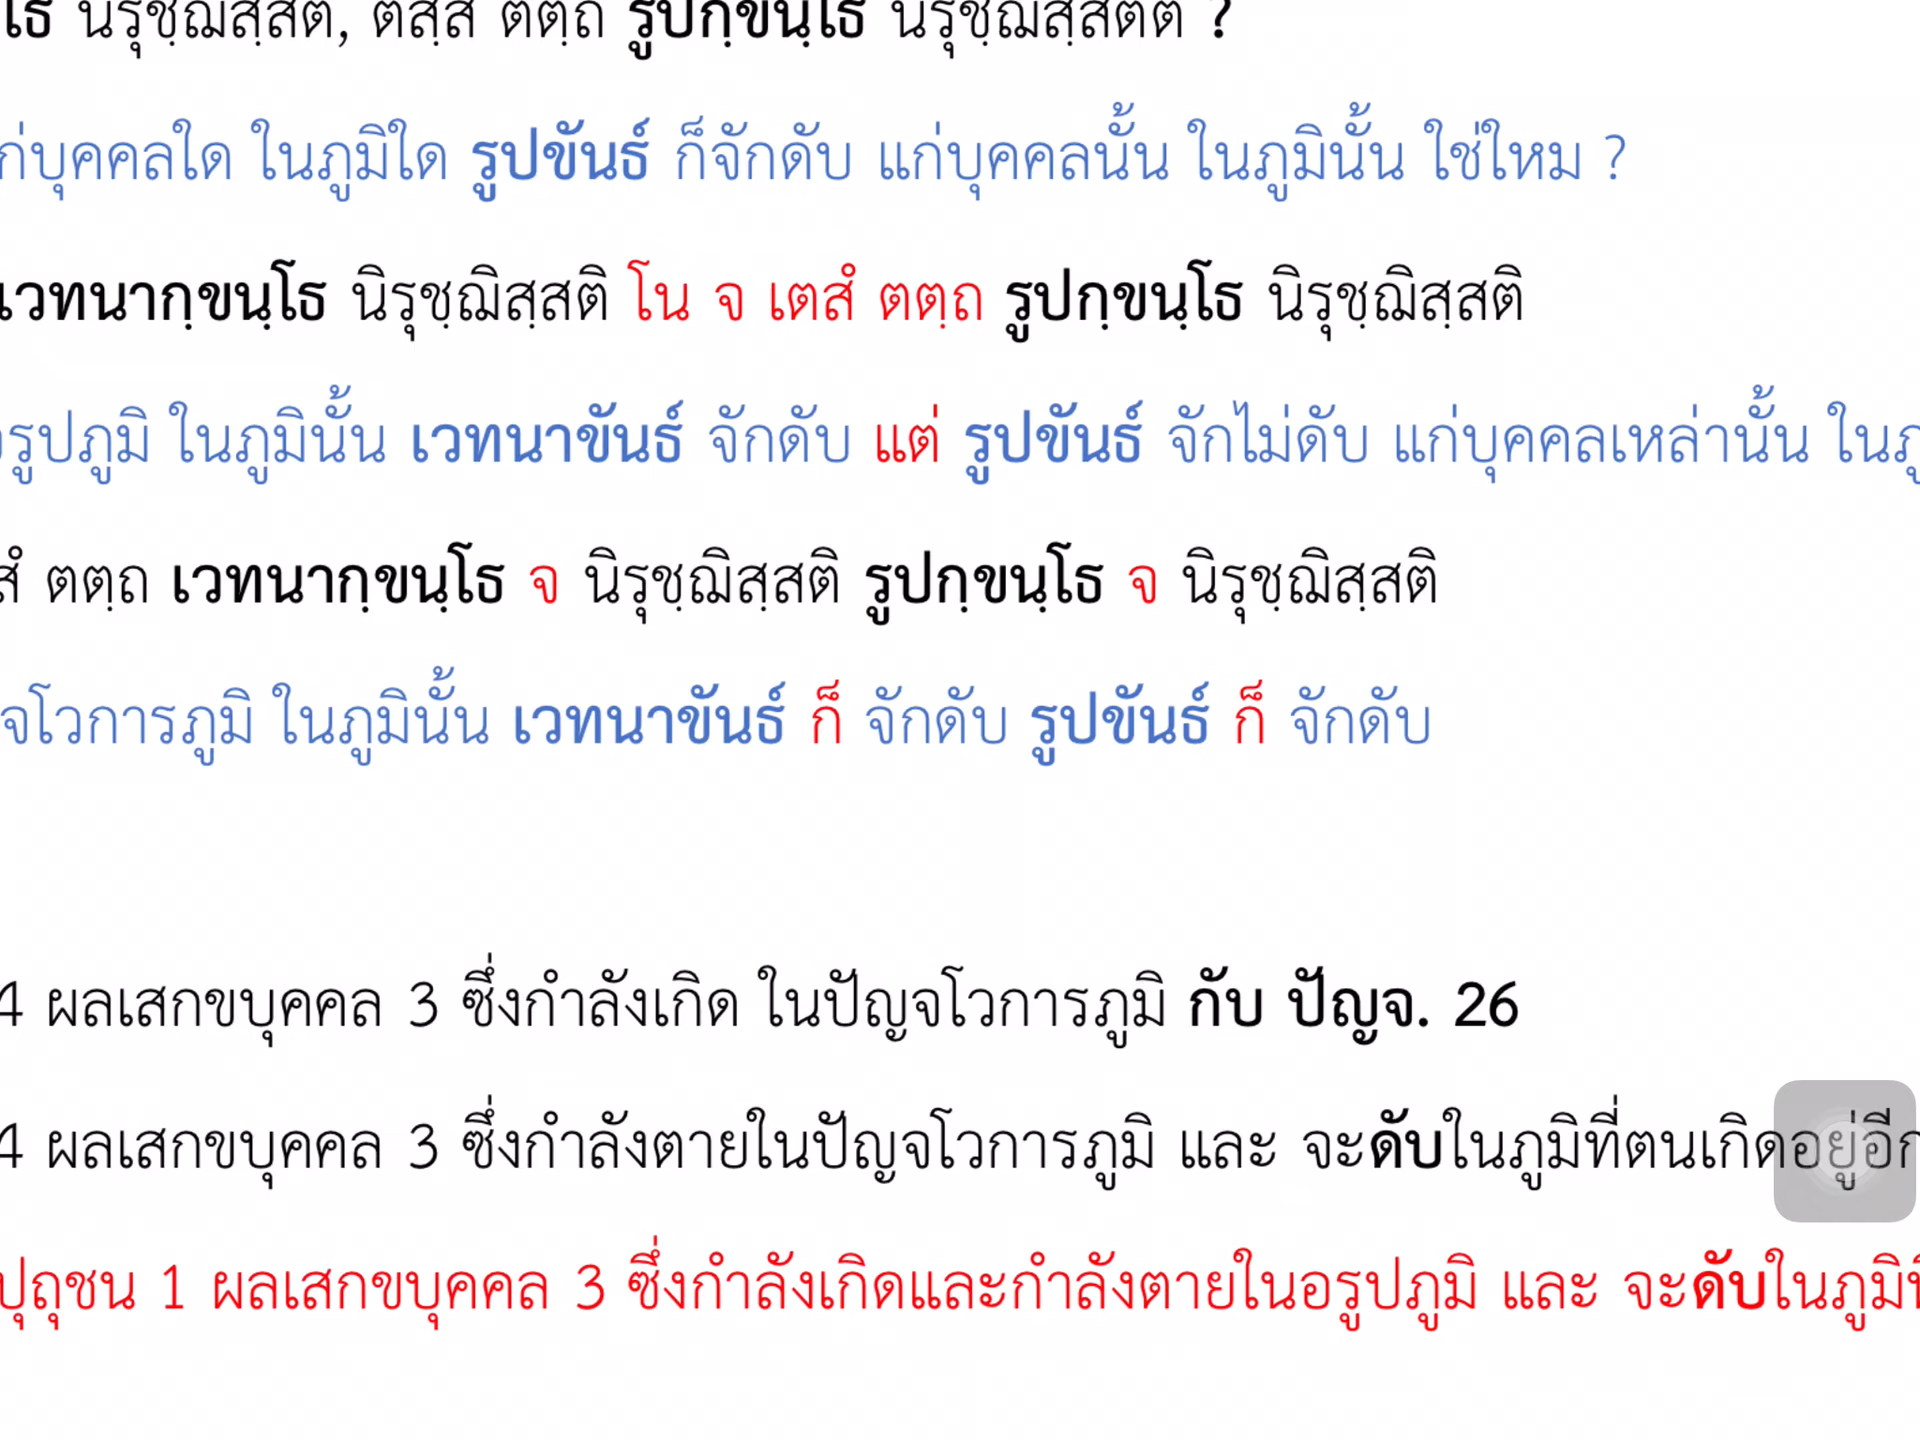 โธ นิรุชฺฌิสฺสติ, ตสฺส ตตฺถ รูปกฺขนฺโธ นิรุชฺฌิสฺสตีติ ?
ก่บุคคลใด ในภูมิใด รูปขันธ์ ก็จักดับ แก่บุคคลนั้น ในภูมินั้น ใช่ใหม ?
เวทนากฺขนฺโธ นิรุชฺฌิสฺสติ โน จ เตสํ ตตฺถ รูปกฺขนฺโธ นิรุชฺฌิสฺสติ
รูปภูมิ ในภูมินั้น เวทนาขันธ์ จักดับ แต่ รูปขันธ์ จักไม่ดับ แก่บุคคลเหล่านั้น ในภู
สํ ตตฺถ เวทนากฺขนฺโธ จ นิรุชฺฌิสฺสติ รูปกฺขนฺโธ จ นิรุชฺฌิสฺสติ
จโวการภูมิ ในภูมินั้น เวทนาขันธ์ ก็ จักดับ รูปขันธ์ ก็ จักดับ
4 ผลเสกขบุคคล 3 ซึ่งกำลังเกิด ในปัญจโวการภูมิ กับ ปัญจ. 26
4 ผลเสกขบุคคล 3 ซึ่งกำลังตายในปัญจโวการภูมิ และ จะดับในภูมิที่ตนเกิดอยู่อีก
ปุถุชน 1 ผลเสกขบุคคล 3 ซึ่งกำลังเกิดและกำลังตายในอรูปภูมิ และ จะดับในภูมิ